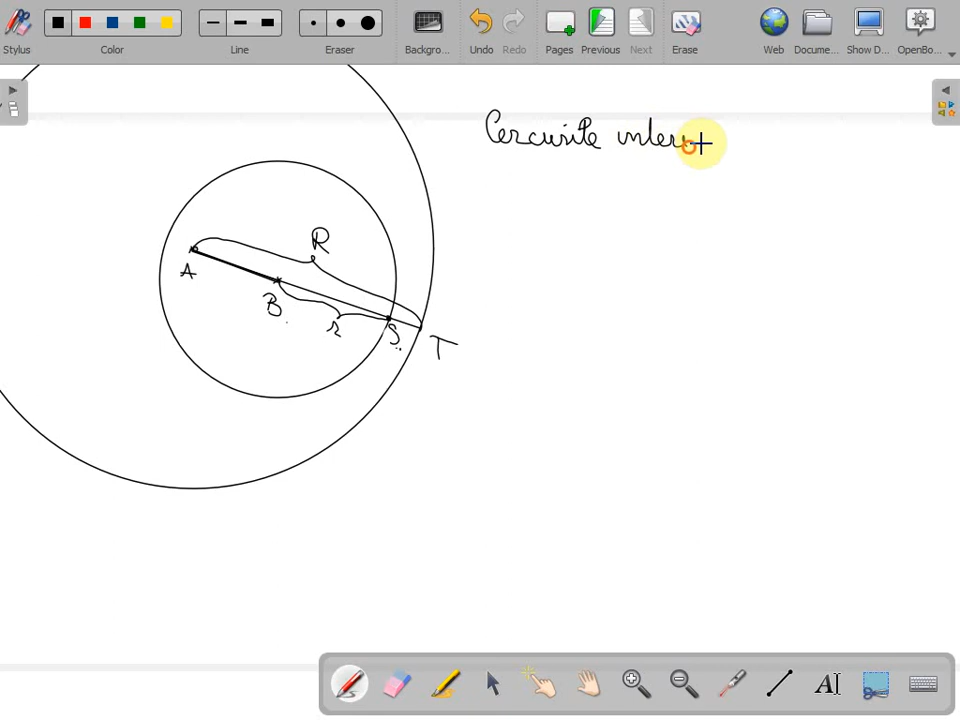 Stylus Color Line Eraser Backgro... Undo Redo Pages Previous Next Erase Web Docume... Show D... OpenBo...
Cercurile inter
R
A
B
r
S
T